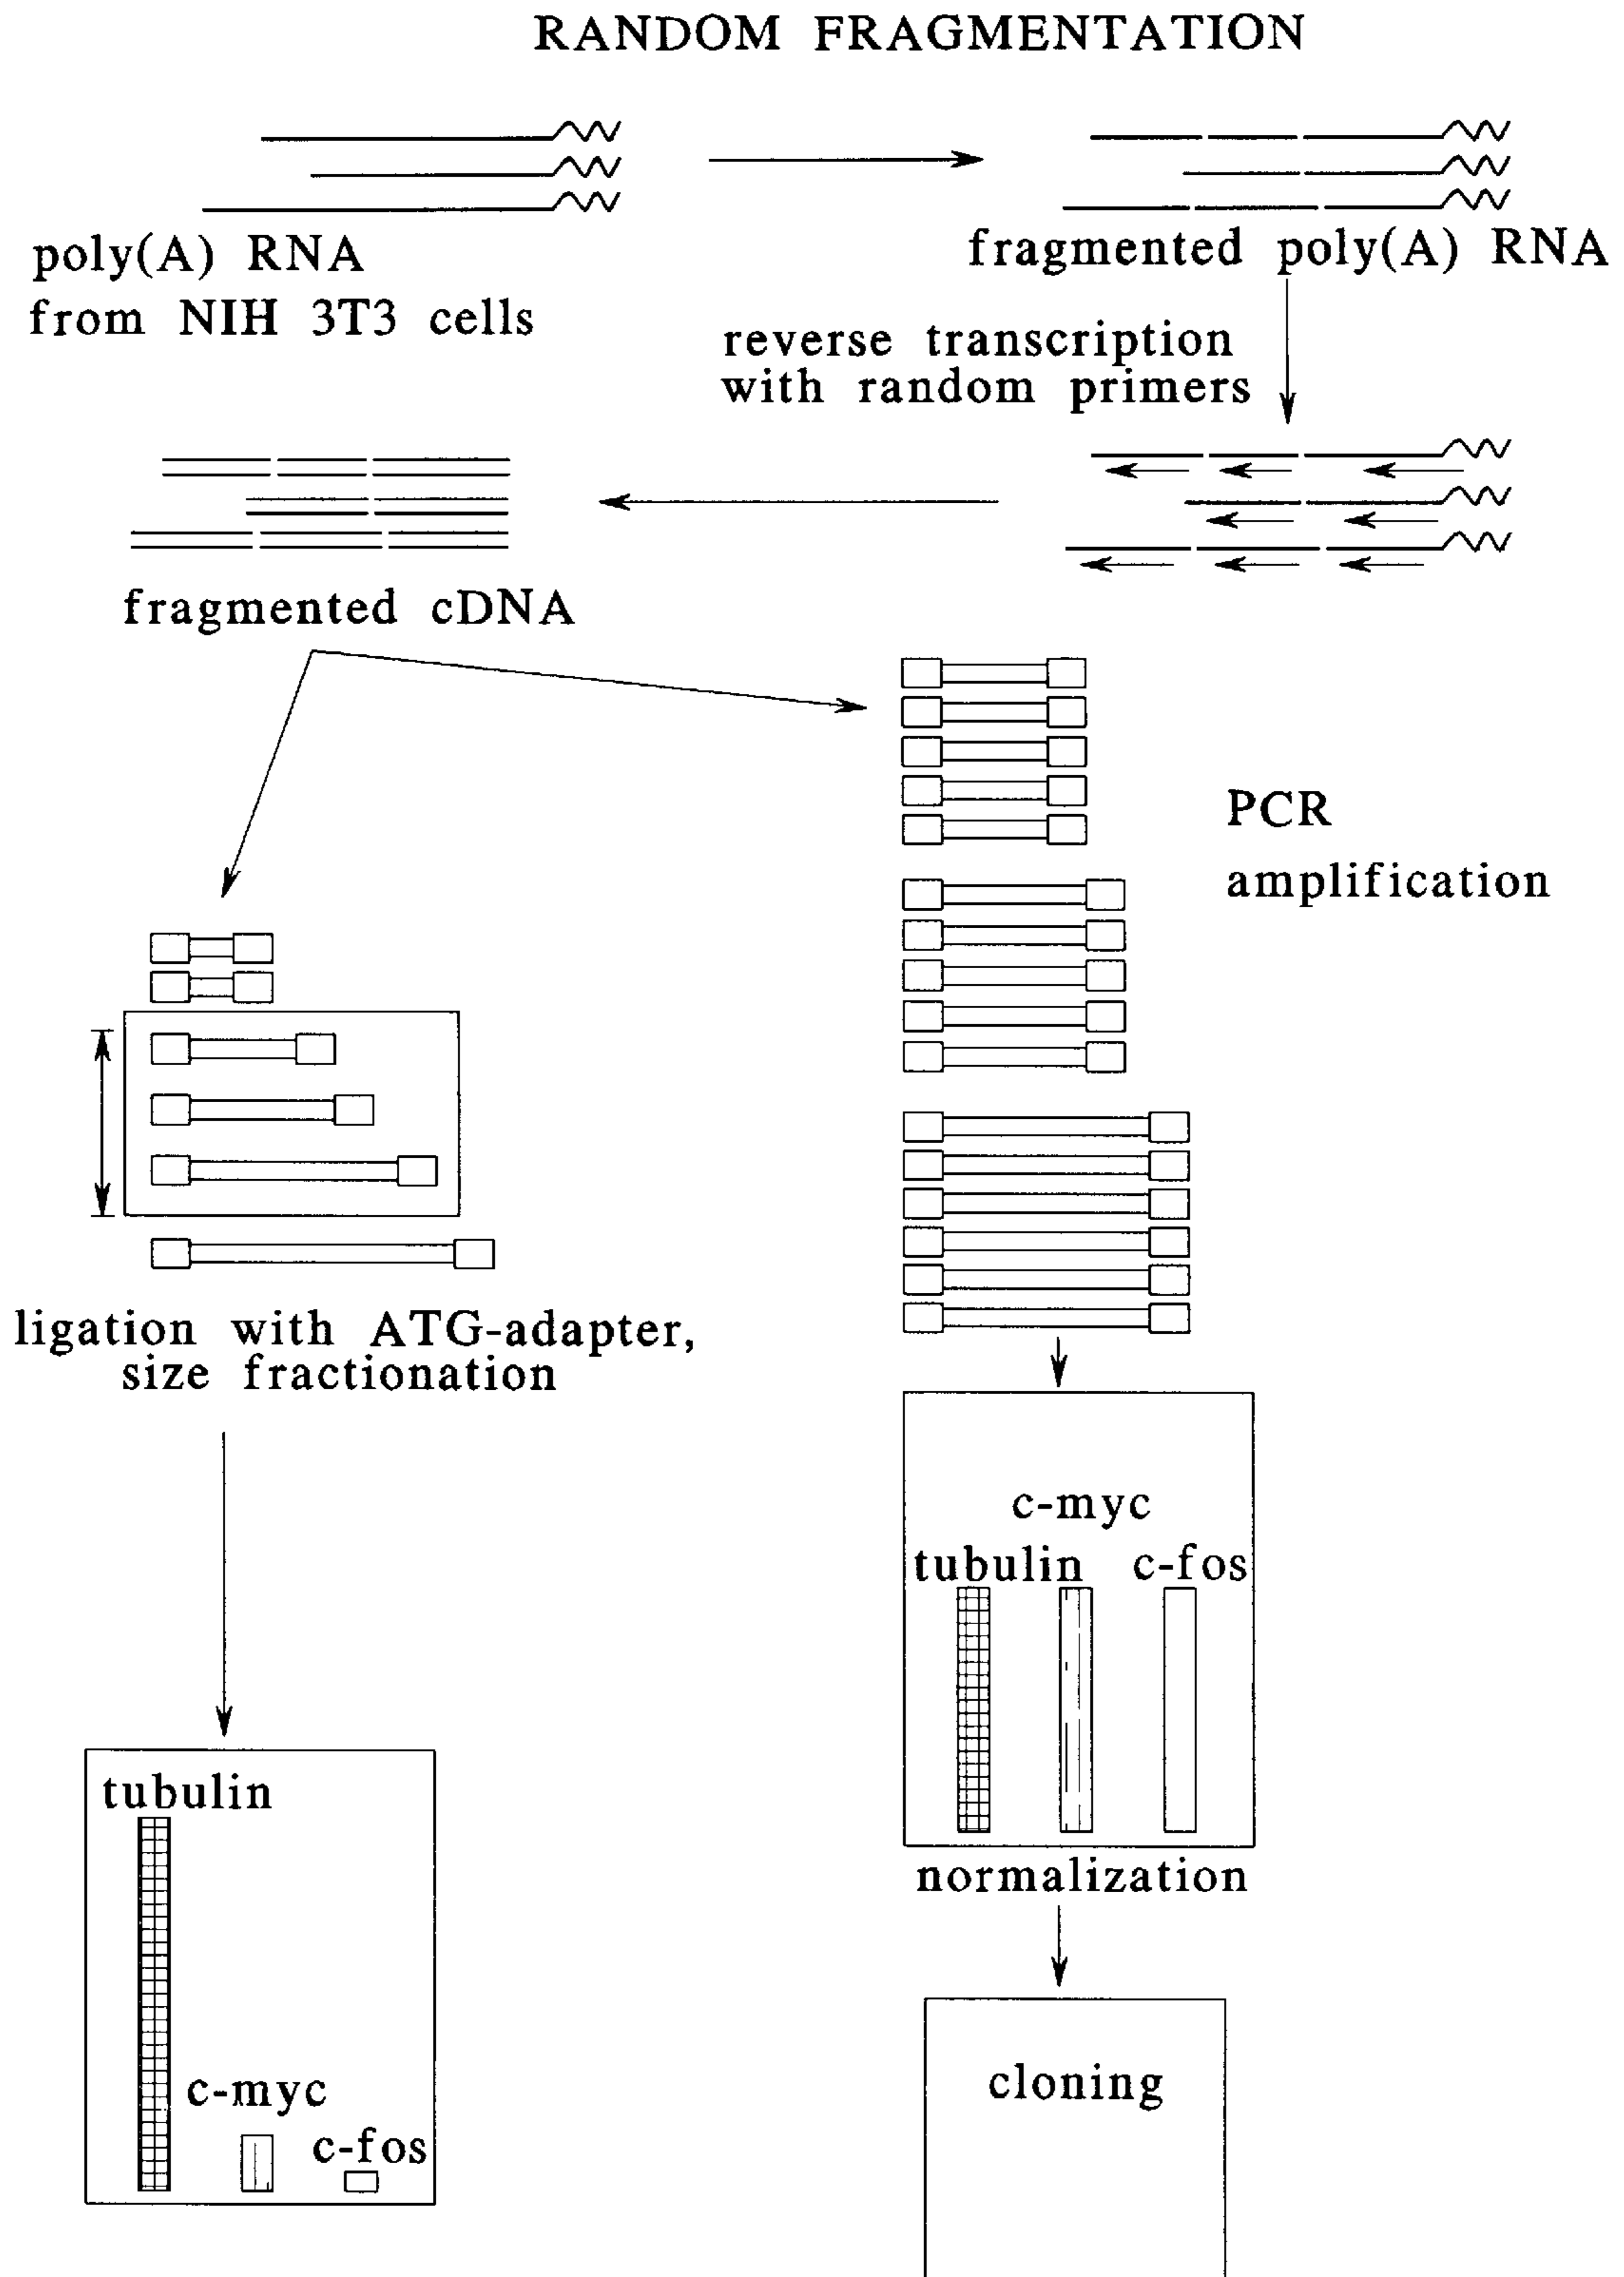 RANDOM FRAGMENTATION
poly(A) RNA
from NIH 3T3 cells
fragmented poly(A) RNA
reverse transcription
with random primers
fragmented cDNA
PCR
amplification
ligation with ATG-adapter,
size fractionation
c-myc
tubulin c-fos
normalization
tubulin
c-myc
c-fos
cloning